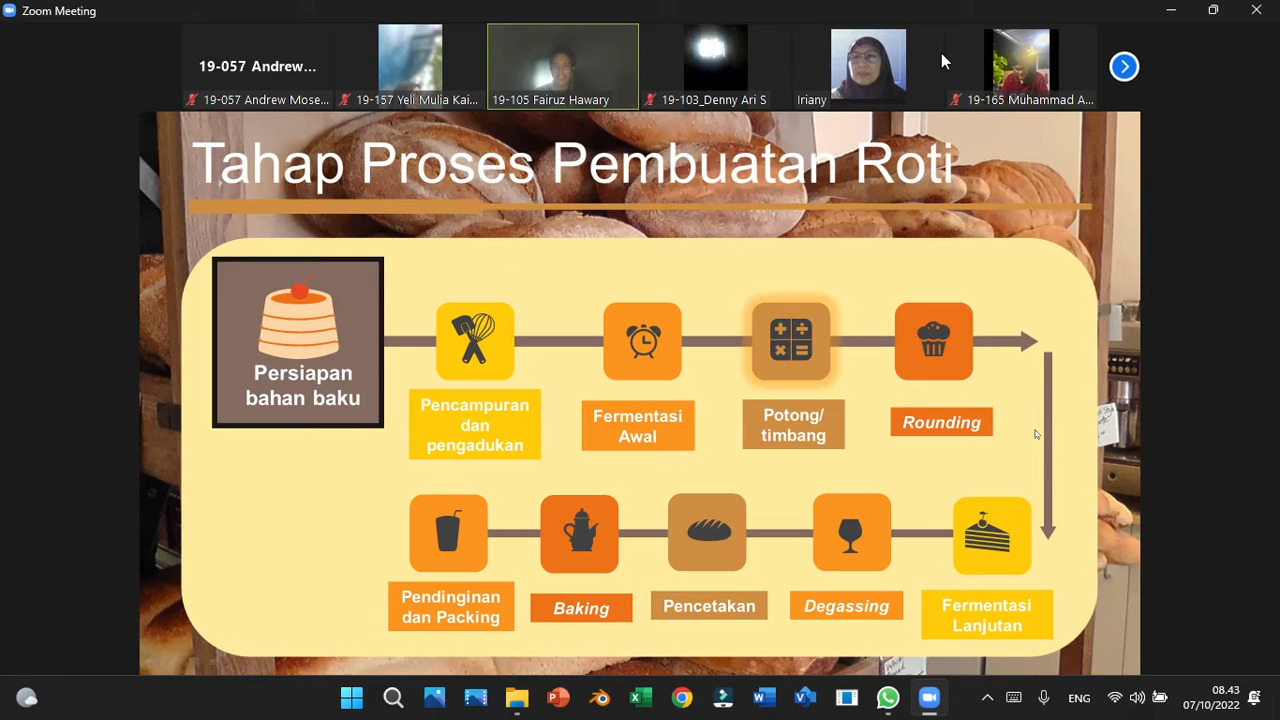 Zoom Meeting
19-057 Andrew...
19-057 Andrew Mose...
19-157 Yeli Mulia Kai...
19-105 Fairuz Hawary
19-103_Denny Ari S
Iriany
19-165 Muhammad A...
Tahap Proses Pembuatan Roti
Persiapan
bahan baku
Pencampuran
dan
pengadukan
Fermentasi
Awal
Potong/
timbang
Rounding
Pendinginan
dan Packing
Baking
Pencetakan
Degassing
Fermentasi
Lanjutan
ENG
08.43
07/10/2022